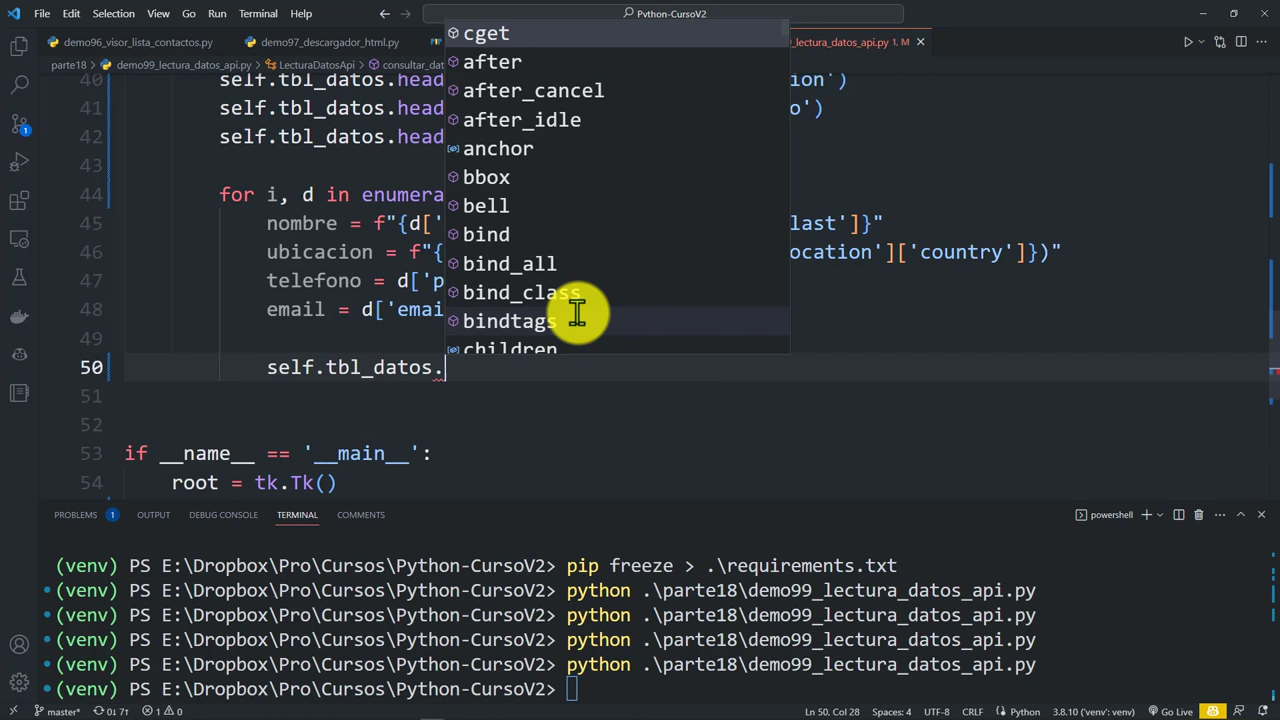 File Edit Selection View Go Run Terminal Help
Python-CursoV2
demo96_visor_lista_contactos.py demo97_descargador_html.py _lectura_datos_api.py 1, M
parte18 > demo99_lectura_datos_api.py > LecturaDatosApi > consultar_dat
40 self.tbl_datos.head ion')
41 self.tbl_datos.head o')
42 self.tbl_datos.head
43
44 for i, d in enumera
45 nombre = f"{d[' last']}"
46 ubicacion = f"{ ocation']['country']})"
47 telefono = d['p
48 email = d['emai
49
50 self.tbl_datos.
51
52
53 if __name__ == '__main__':
54 root = tk.Tk()
cget
after
after_cancel
after_idle
anchor
bbox
bell
bind
bind_all
bind_class
bindtags
children
PROBLEMS 1 OUTPUT DEBUG CONSOLE TERMINAL COMMENTS powershell
(venv) PS E:\Dropbox\Pro\Cursos\Python-CursoV2> pip freeze > .\requirements.txt
(venv) PS E:\Dropbox\Pro\Cursos\Python-CursoV2> python .\parte18\demo99_lectura_datos_api.py
(venv) PS E:\Dropbox\Pro\Cursos\Python-CursoV2> python .\parte18\demo99_lectura_datos_api.py
(venv) PS E:\Dropbox\Pro\Cursos\Python-CursoV2> python .\parte18\demo99_lectura_datos_api.py
(venv) PS E:\Dropbox\Pro\Cursos\Python-CursoV2> python .\parte18\demo99_lectura_datos_api.py
(venv) PS E:\Dropbox\Pro\Cursos\Python-CursoV2>
master* 0↓ 7↑ 1 0 Ln 50, Col 28 Spaces: 4 UTF-8 CRLF Python 3.8.10 ('venv': venv) Go Live